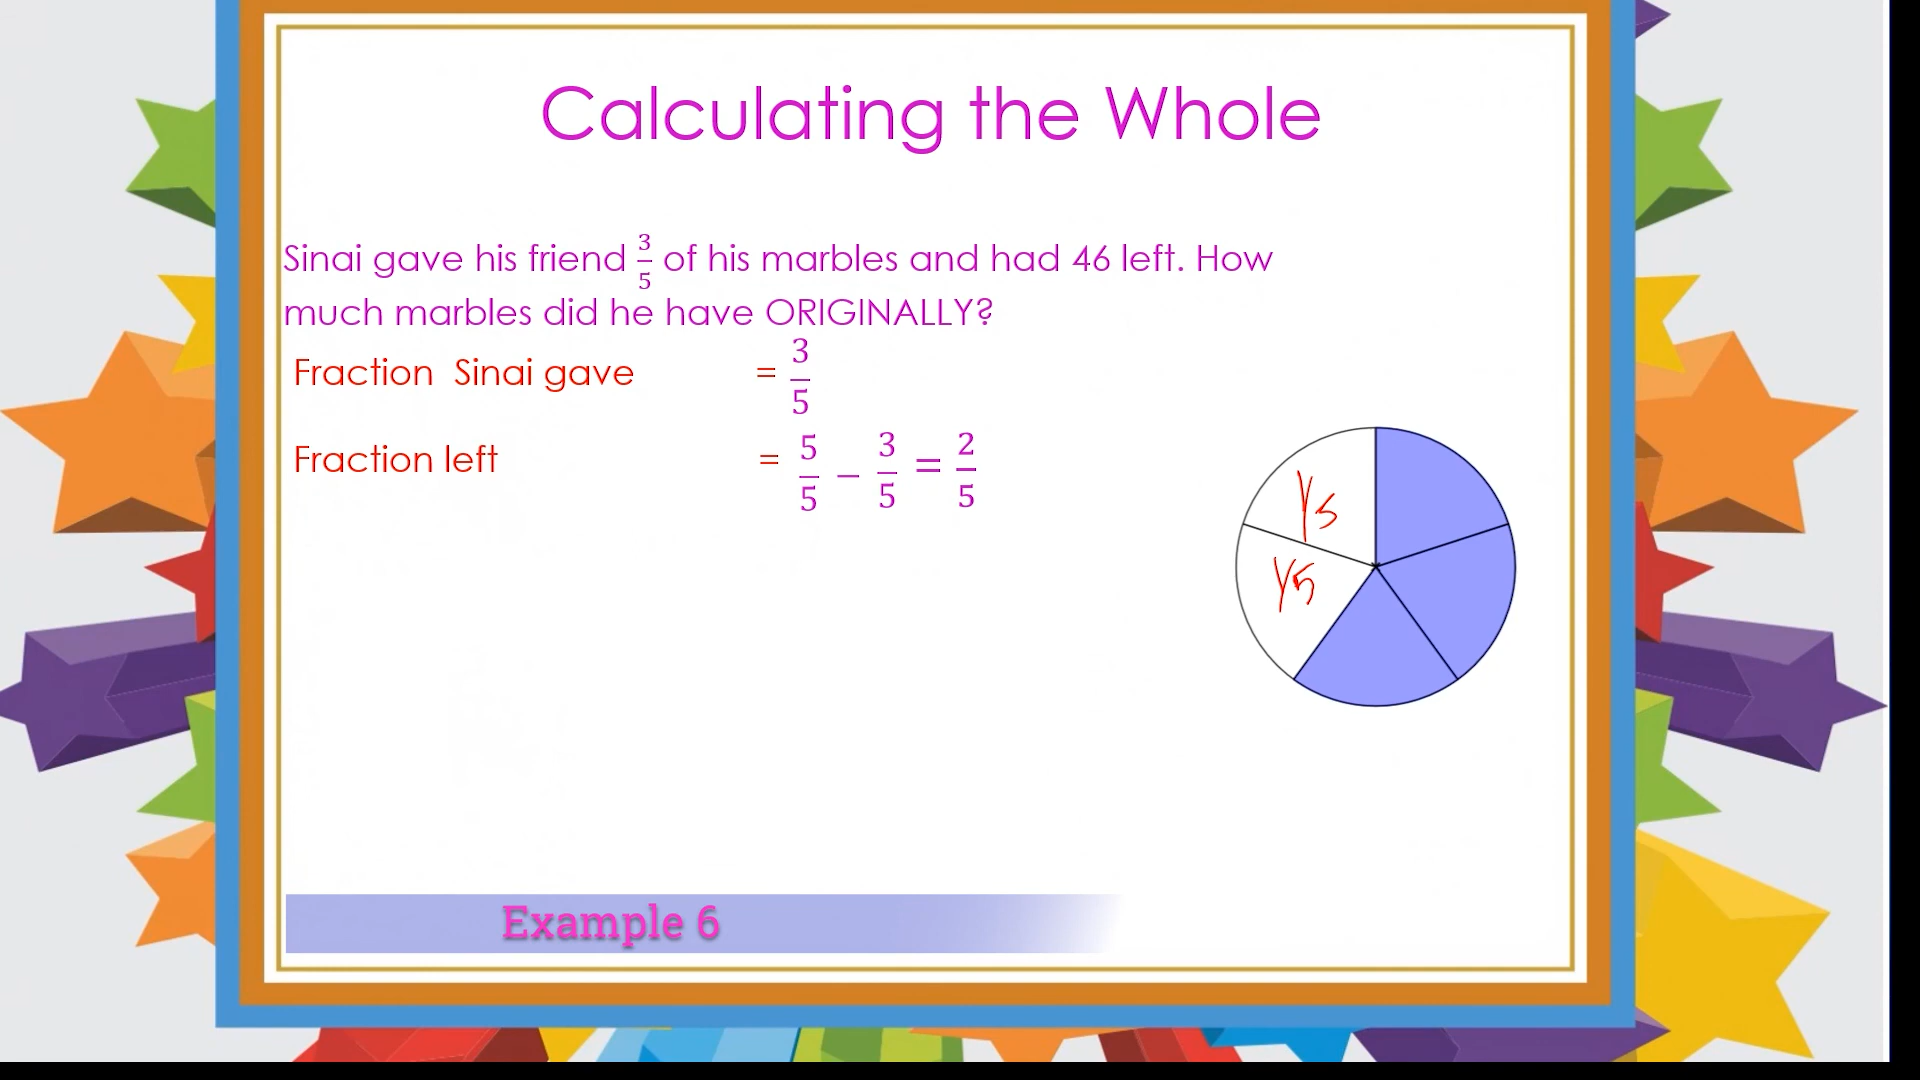 Calculating the Whole
Sinai gave his friend 3/5 of his marbles and had 46 left. How
much marbles did he have ORIGINALLY?
Fraction Sinai gave = 3/5
Fraction left = 5/5 − 3/5 = 2/5
1/5
1/5
Example 6